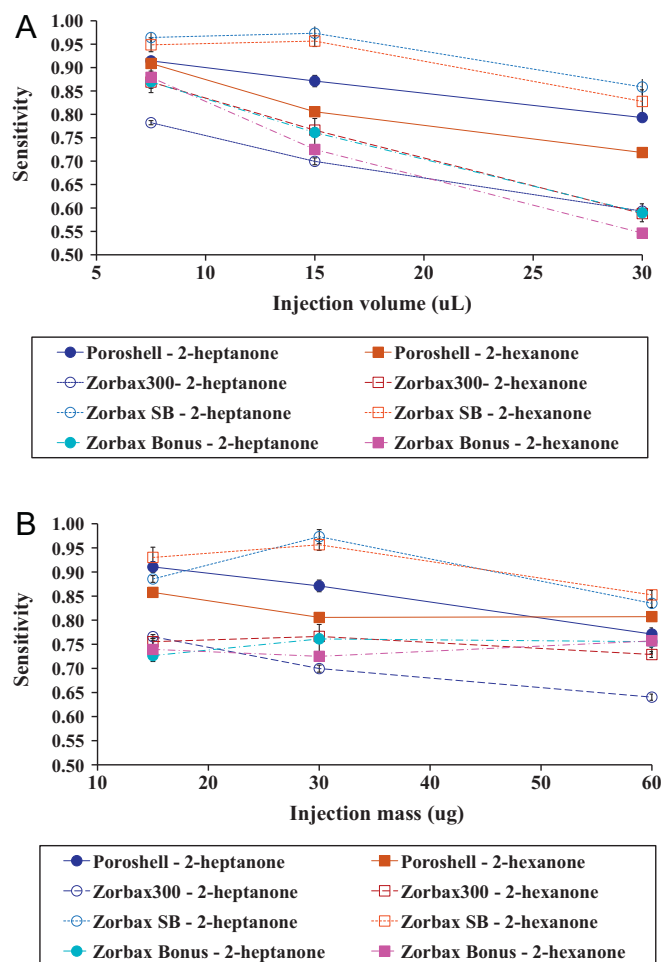 A
1.00
0.95
0.90
0.85
0.80
0.75
0.70
0.65
0.60
0.55
0.50
Sensitivity
5 10 15 20 25 30
Injection volume (uL)
Poroshell - 2-heptanone Poroshell - 2-hexanone
Zorbax300- 2-heptanone Zorbax300- 2-hexanone
Zorbax SB - 2-heptanone Zorbax SB - 2-hexanone
Zorbax Bonus - 2-heptanone Zorbax Bonus - 2-hexanone
B
1.00
0.95
0.90
0.85
0.80
0.75
0.70
0.65
0.60
0.55
0.50
Sensitivity
10 20 30 40 50 60
Injection mass (ug)
Poroshell - 2-heptanone Poroshell - 2-hexanone
Zorbax300 - 2-heptanone Zorbax300 - 2-hexanone
Zorbax SB - 2-heptanone Zorbax SB - 2-hexanone
Zorbax Bonus - 2-heptanone Zorbax Bonus - 2-hexanone